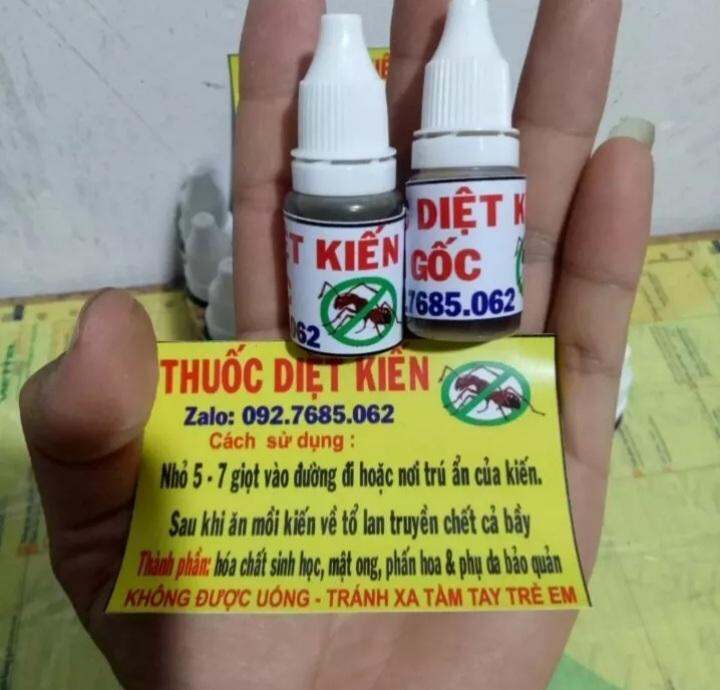 ỆT KIẾN
62
DIỆT K
GỐC
.7685.062
THUỐC DIỆT KIẾN
Zalo: 092.7685.062
Cách sử dụng :
Nhỏ 5 - 7 giọt vào đường đi hoặc nơi trú ẩn của kiến.
Sau khi ăn mồi kiến về tổ lan truyền chết cả bầy
Thành phần: hóa chất sinh học, mật ong, phấn hoa & phụ da bảo quản
KHÔNG ĐƯỢC UỐNG - TRÁNH XA TẦM TAY TRẺ EM